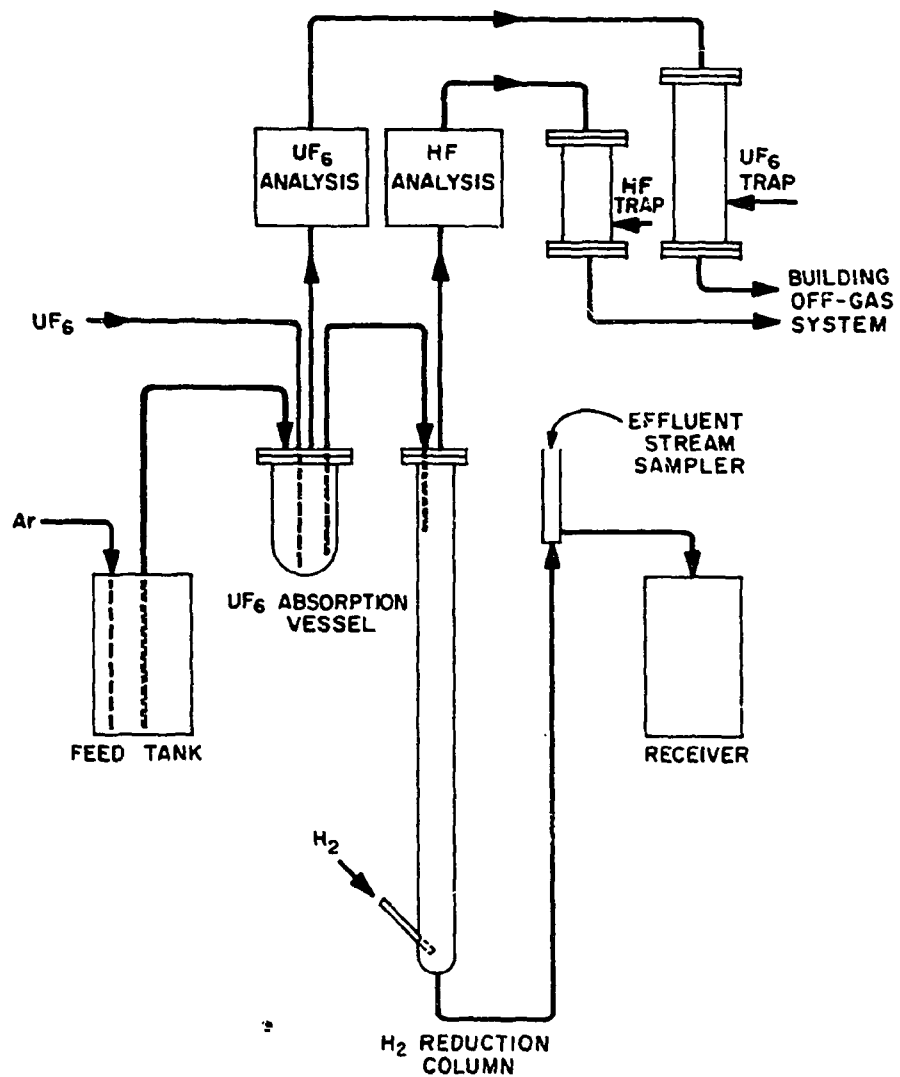 UF6
ANALYSIS
HF
ANALYSIS
HF
TRAP
UF6
TRAP
BUILDING
OFF-GAS
SYSTEM
UF6
EFFLUENT
STREAM
SAMPLER
Ar
UF6 ABSORPTION
VESSEL
FEED TANK
RECEIVER
H2
H2 REDUCTION
COLUMN